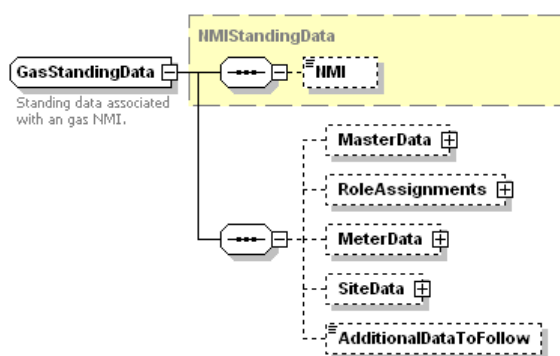 NMIStandingData
GasStandingData
NMI
Standing data associated
with an gas NMI.
MasterData
RoleAssignments
MeterData
SiteData
AdditionalDataToFollow